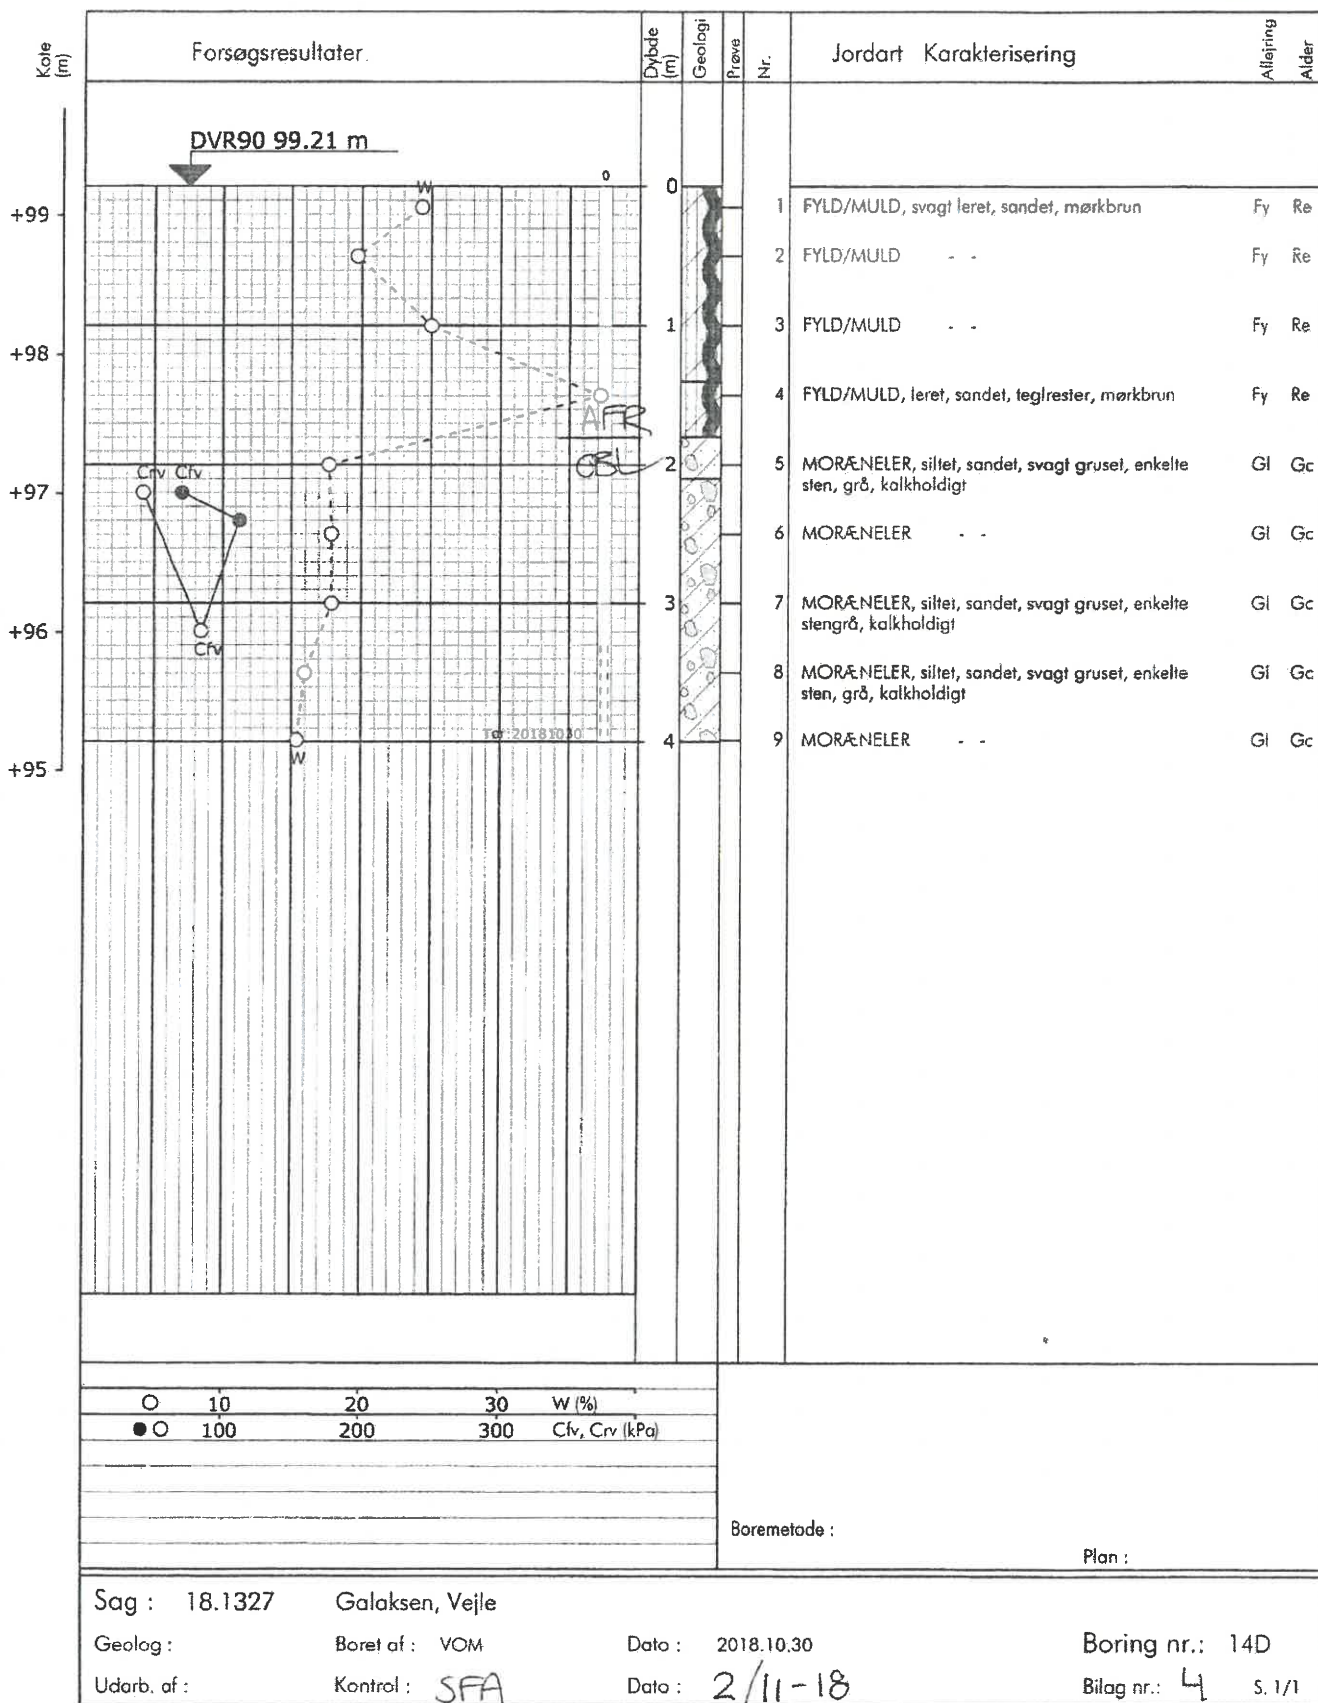 Kote (m)
Forsøgsresultater.
Dybde (m)
Geologi
Prøve
Nr.
Jordart Karakterisering
Aflejring
Alder
DVR90 99.21 m
W
0
0
+99
1 FYLD/MULD, svagt leret, sandet, mørkbrun Fy Re
2 FYLD/MULD - - Fy Re
1
3 FYLD/MULD - - Fy Re
+98
4 FYLD/MULD, leret, sandet, teglrester, mørkbrun Fy Re
AFR
OBL
2
Crv Cfv
+97
5 MORÆNELER, siltet, sandet, svagt gruset, enkelte sten, grå, kalkholdigt Gl Gc
6 MORÆNELER - - Gl Gc
3
7 MORÆNELER, siltet, sandet, svagt gruset, enkelte stengrå, kalkholdigt Gl Gc
+96
Cfv
8 MORÆNELER, siltet, sandet, svagt gruset, enkelte sten, grå, kalkholdigt Gl Gc
Tør 20181030
4
9 MORÆNELER - - Gl Gc
W
+95
10 20 30 W (%)
100 200 300 Cfv, Crv (kPa)
Boremetode :
Plan :
Sag : 18.1327 Galaksen, Vejle
Geolog : Boret af : VOM Dato : 2018.10.30 Boring nr.: 14D
Udarb. af : Kontrol : SFA Dato : 2/11-18 Bilag nr.: 4 S. 1/1